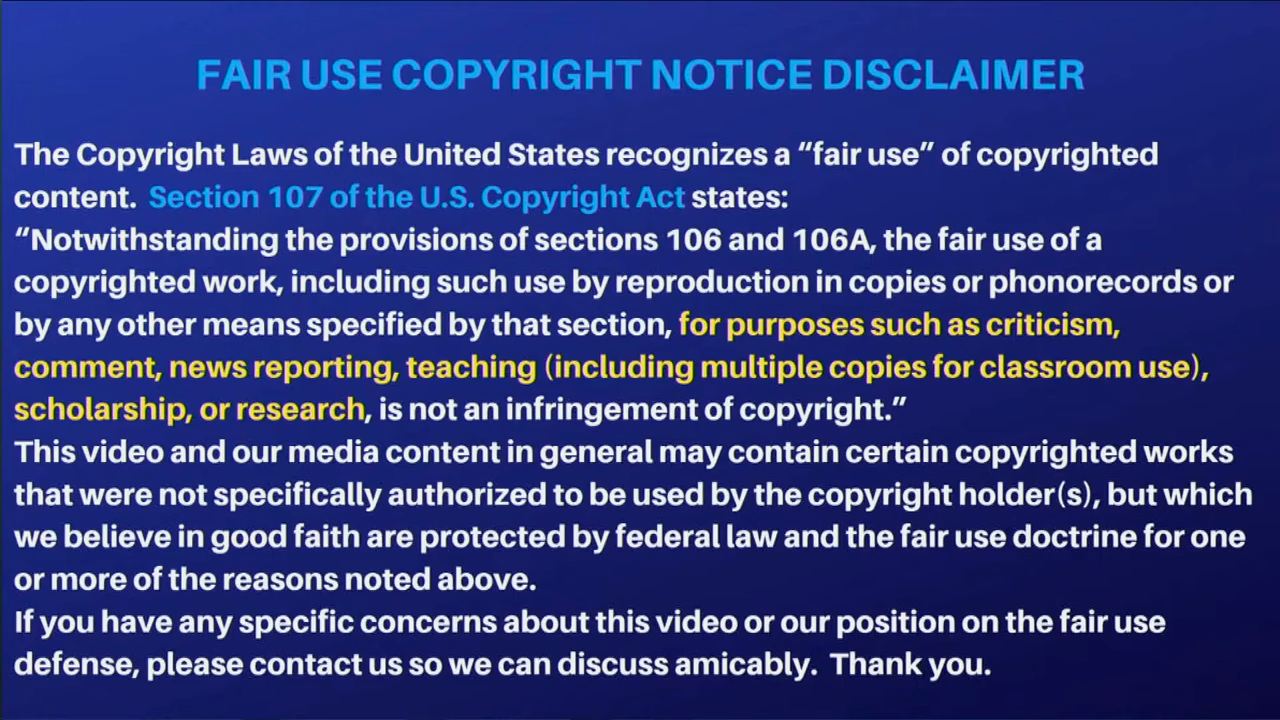 FAIR USE COPYRIGHT NOTICE DISCLAIMER
The Copyright Laws of the United States recognizes a “fair use” of copyrighted
content. Section 107 of the U.S. Copyright Act states:
“Notwithstanding the provisions of sections 106 and 106A, the fair use of a
copyrighted work, including such use by reproduction in copies or phonorecords or
by any other means specified by that section, for purposes such as criticism,
comment, news reporting, teaching (including multiple copies for classroom use),
scholarship, or research, is not an infringement of copyright.”
This video and our media content in general may contain certain copyrighted works
that were not specifically authorized to be used by the copyright holder(s), but which
we believe in good faith are protected by federal law and the fair use doctrine for one
or more of the reasons noted above.
If you have any specific concerns about this video or our position on the fair use
defense, please contact us so we can discuss amicably. Thank you.